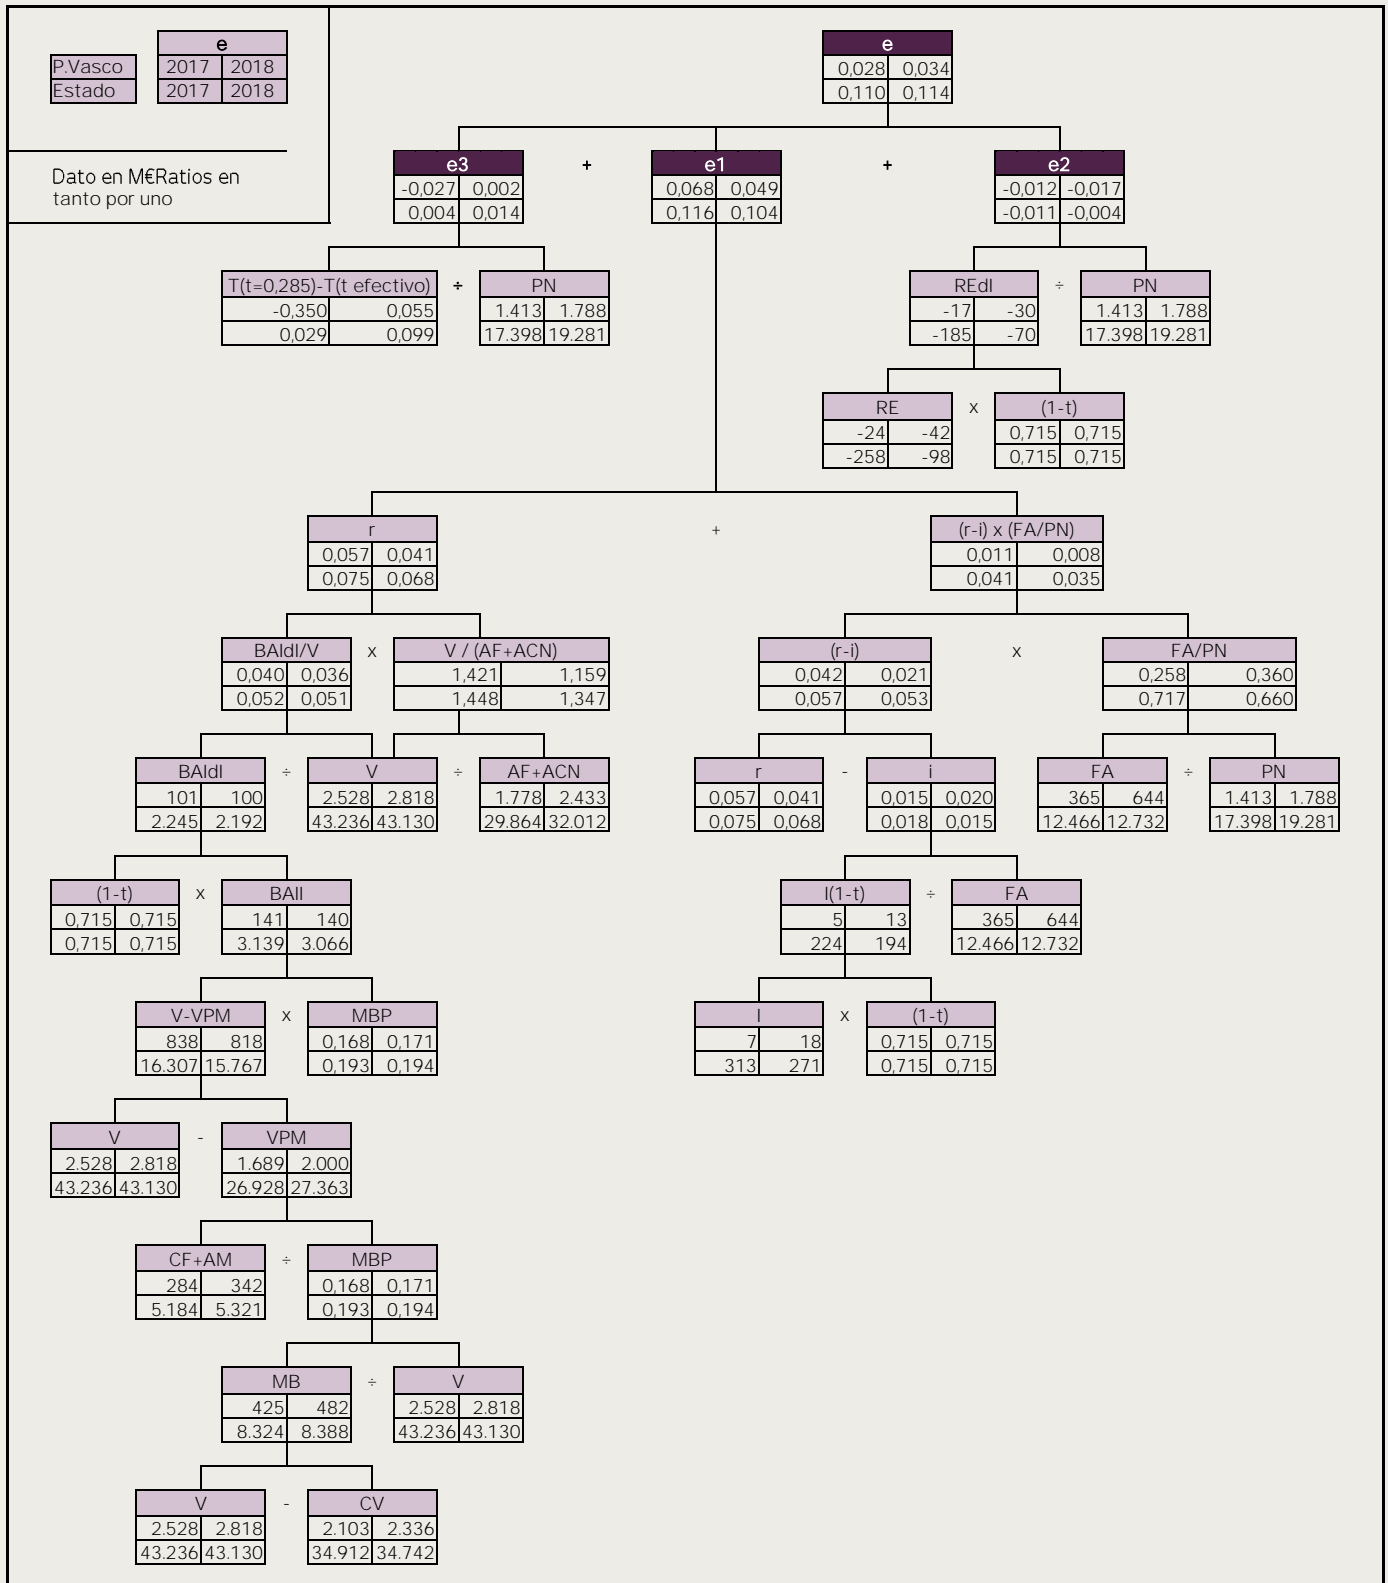 e e
P.Vasco 2017 2018 0,028 0,034
Estado 2017 2018 0,110 0,114
e3 + e1 + e2
Dato en M€Ratios en -0,027 0,002 0,068 0,049 -0,012 -0,017
tanto por uno 0,004 0,014 0,116 0,104 -0,011 -0,004
T(t=0,285)-T(t efectivo) ÷ PN REdI ÷ PN
-0,350 0,055 1.413 1.788 -17 -30 1.413 1.788
0,029 0,099 17.398 19.281 -185 -70 17.398 19.281
RE x (1-t)
-24 -42 0,715 0,715
-258 -98 0,715 0,715
r + (r-i) x (FA/PN)
0,057 0,041 0,011 0,008
0,075 0,068 0,041 0,035
BAIdI/V x V / (AF+ACN) (r-i) x FA/PN
0,040 0,036 1,421 1,159 0,042 0,021 0,258 0,360
0,052 0,051 1,448 1,347 0,057 0,053 0,717 0,660
BAIdI ÷ V ÷ AF+ACN r - i FA ÷ PN
101 100 2.528 2.818 1.778 2.433 0,057 0,041 0,015 0,020 365 644 1.413 1.788
2.245 2.192 43.236 43.130 29.864 32.012 0,075 0,068 0,018 0,015 12.466 12.732 17.398 19.281
(1-t) x BAII I(1-t) ÷ FA
0,715 0,715 141 140 5 13 365 644
0,715 0,715 3.139 3.066 224 194 12.466 12.732
V-VPM x MBP I x (1-t)
838 818 0,168 0,171 7 18 0,715 0,715
16.307 15.767 0,193 0,194 313 271 0,715 0,715
V - VPM
2.528 2.818 1.689 2.000
43.236 43.130 26.928 27.363
CF+AM ÷ MBP
284 342 0,168 0,171
5.184 5.321 0,193 0,194
MB ÷ V
425 482 2.528 2.818
8.324 8.388 43.236 43.130
V - CV
2.528 2.818 2.103 2.336
43.236 43.130 34.912 34.742